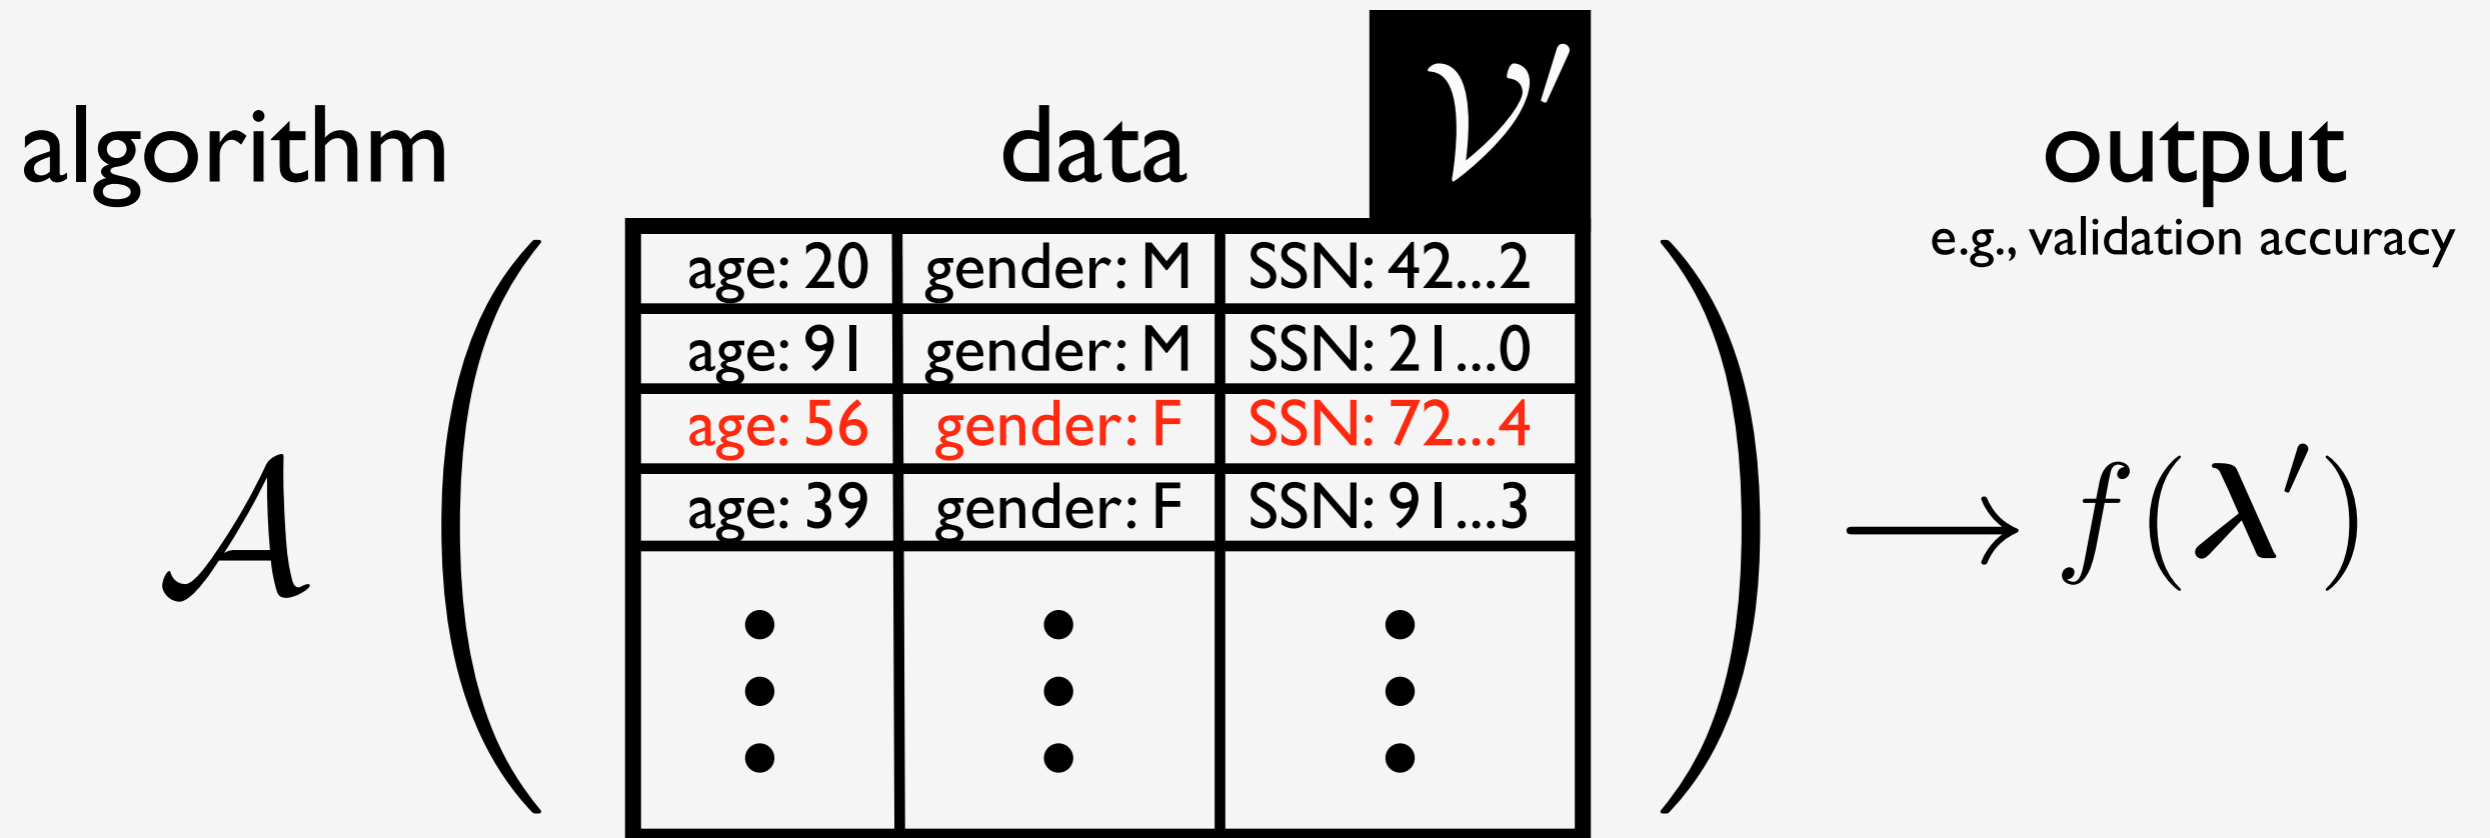 algorithm
data
𝒱′
output
e.g., validation accuracy
age: 20 gender: M SSN: 42...2
age: 91 gender: M SSN: 21...0
age: 56 gender: F SSN: 72...4
age: 39 gender: F SSN: 91...3
𝒜 ( ) ⟶ f(λ′)